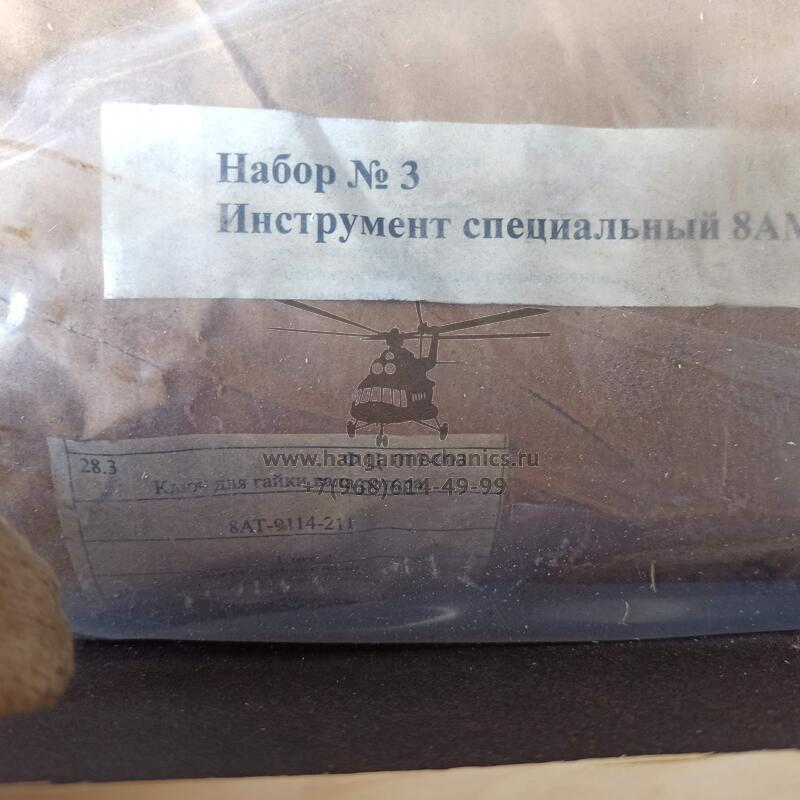 Набор № 3
Инструмент специальный 8АМ
28.3
www.hangarmechanics.ru
Ключ для гайки
+7(968)614-49-99
8АТ-9114-211